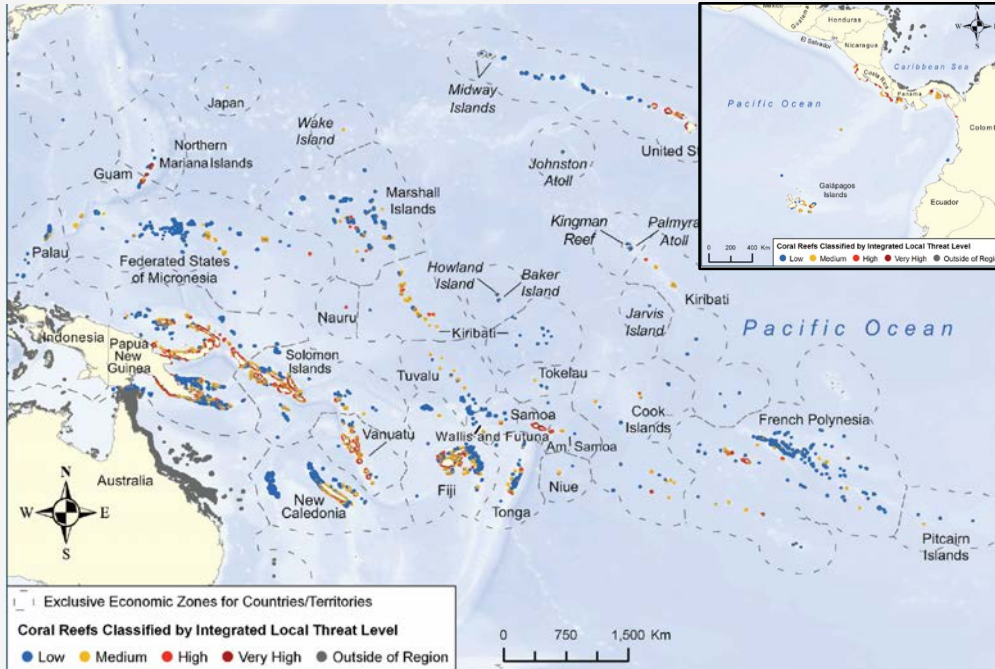 Midway
Islands
Japan
Wake
Island
Northern
Mariana Islands
Guam
Johnston
Atoll
United St
Marshall
Islands
Kingman
Reef
Palmyra
Atoll
Palau
Federated States
of Micronesia
Howland
Island
Baker
Island
Kiribati
Nauru
Jarvis
Island
Kiribati
Pacific Ocean
Indonesia
Papua
New
Guinea
Solomon
Islands
Tuvalu
Tokelau
Samoa
Cook
Islands
French Polynesia
Vanuatu
Wallis and Futuna
Am. Samoa
Australia
New
Caledonia
Fiji
Tonga
Niue
Pitcairn
Islands
N
W E
S
Exclusive Economic Zones for Countries/Territories
Coral Reefs Classified by Integrated Local Threat Level
Low Medium High Very High Outside of Region
0 750 1,500 Km
Honduras
El Salvador
Nicaragua
Caribbean Sea
Costa Rica
Panama
Pacific Ocean
Colom
Galápagos
Islands
Ecuador
0 200 400 Km
Coral Reefs Classified by Integrated Local Threat Level
Low Medium High Very High Outside of Region